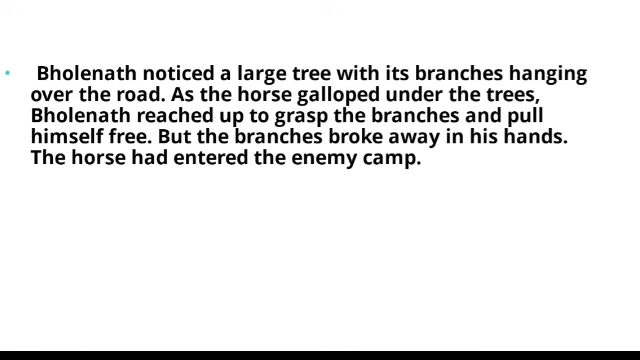 • Bholenath noticed a large tree with its branches hanging
over the road. As the horse galloped under the trees,
Bholenath reached up to grasp the branches and pull
himself free. But the branches broke away in his hands.
The horse had entered the enemy camp.